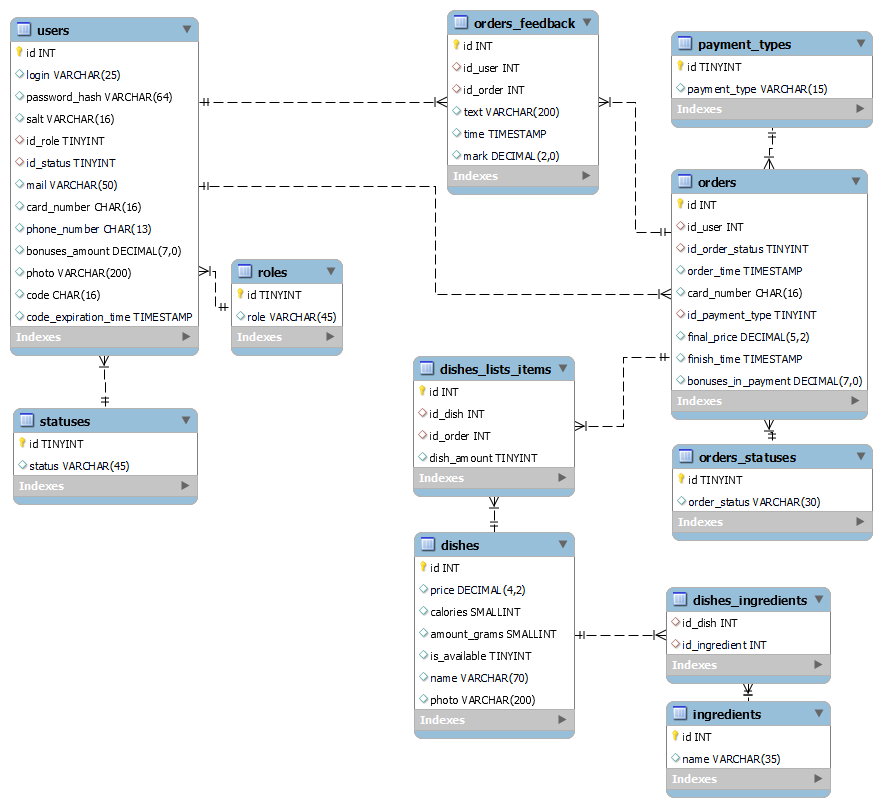 users
id INT
login VARCHAR(25)
password_hash VARCHAR(64)
salt VARCHAR(16)
id_role TINYINT
id_status TINYINT
mail VARCHAR(50)
card_number CHAR(16)
phone_number CHAR(13)
bonuses_amount DECIMAL(7,0)
photo VARCHAR(200)
code CHAR(16)
code_expiration_time TIMESTAMP
Indexes
roles
id TINYINT
role VARCHAR(45)
Indexes
statuses
id TINYINT
status VARCHAR(45)
Indexes
orders_feedback
id INT
id_user INT
id_order INT
text VARCHAR(200)
time TIMESTAMP
mark DECIMAL(2,0)
Indexes
payment_types
id TINYINT
payment_type VARCHAR(15)
Indexes
orders
id INT
id_user INT
id_order_status TINYINT
order_time TIMESTAMP
card_number CHAR(16)
id_payment_type TINYINT
final_price DECIMAL(5,2)
finish_time TIMESTAMP
bonuses_in_payment DECIMAL(7,0)
Indexes
orders_statuses
id TINYINT
order_status VARCHAR(30)
Indexes
dishes_lists_items
id INT
id_dish INT
id_order INT
dish_amount TINYINT
Indexes
dishes
id INT
price DECIMAL(4,2)
calories SMALLINT
amount_grams SMALLINT
is_available TINYINT
name VARCHAR(70)
photo VARCHAR(200)
Indexes
dishes_ingredients
id_dish INT
id_ingredient INT
Indexes
ingredients
id INT
name VARCHAR(35)
Indexes